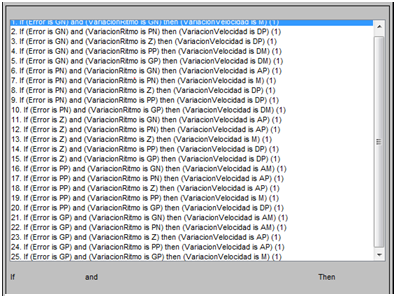 1. If (Error is GN) and (VariacionRitmo is GN) then (VariacionVelocidad is M) (1)
2. If (Error is GN) and (VariacionRitmo is PN) then (VariacionVelocidad is DP) (1)
3. If (Error is GN) and (VariacionRitmo is Z) then (VariacionVelocidad is DP) (1)
4. If (Error is GN) and (VariacionRitmo is PP) then (VariacionVelocidad is DM) (1)
5. If (Error is GN) and (VariacionRitmo is GP) then (VariacionVelocidad is DM) (1)
6. If (Error is PN) and (VariacionRitmo is GN) then (VariacionVelocidad is AP) (1)
7. If (Error is PN) and (VariacionRitmo is PN) then (VariacionVelocidad is M) (1)
8. If (Error is PN) and (VariacionRitmo is Z) then (VariacionVelocidad is DP) (1)
9. If (Error is PN) and (VariacionRitmo is PP) then (VariacionVelocidad is DP) (1)
10. If (Error is PN) and (VariacionRitmo is GP) then (VariacionVelocidad is DM) (1)
11. If (Error is Z) and (VariacionRitmo is GN) then (VariacionVelocidad is AP) (1)
12. If (Error is Z) and (VariacionRitmo is PN) then (VariacionVelocidad is AP) (1)
13. If (Error is Z) and (VariacionRitmo is Z) then (VariacionVelocidad is M) (1)
14. If (Error is Z) and (VariacionRitmo is PP) then (VariacionVelocidad is DP) (1)
15. If (Error is Z) and (VariacionRitmo is GP) then (VariacionVelocidad is DP) (1)
16. If (Error is PP) and (VariacionRitmo is GN) then (VariacionVelocidad is AM) (1)
17. If (Error is PP) and (VariacionRitmo is PN) then (VariacionVelocidad is AP) (1)
18. If (Error is PP) and (VariacionRitmo is Z) then (VariacionVelocidad is AP) (1)
19. If (Error is PP) and (VariacionRitmo is PP) then (VariacionVelocidad is M) (1)
20. If (Error is PP) and (VariacionRitmo is GP) then (VariacionVelocidad is DP) (1)
21. If (Error is GP) and (VariacionRitmo is GN) then (VariacionVelocidad is AM) (1)
22. If (Error is GP) and (VariacionRitmo is PN) then (VariacionVelocidad is AM) (1)
23. If (Error is GP) and (VariacionRitmo is Z) then (VariacionVelocidad is AP) (1)
24. If (Error is GP) and (VariacionRitmo is PP) then (VariacionVelocidad is AP) (1)
25. If (Error is GP) and (VariacionRitmo is GP) then (VariacionVelocidad is M) (1)
If and Then